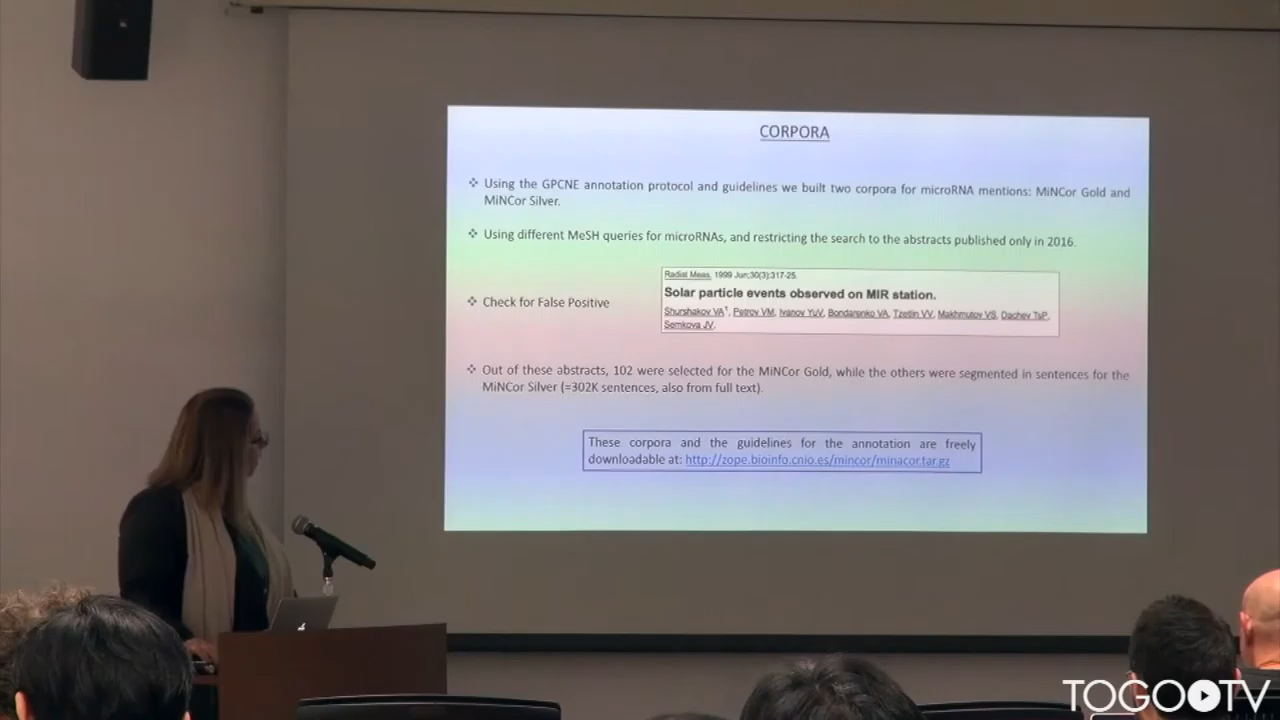 CORPORA
❖ Using the GPCNE annotation protocol and guidelines we built two corpora for microRNA mentions: MiNCor Gold and
MiNCor Silver.
❖ Using different MeSH queries for microRNAs, and restricting the search to the abstracts published only in 2016.
Radiat Meas. 1999 Jun;30(3):317-25.
Solar particle events observed on MIR station.
❖ Check for False Positive
Shurshakov VA1, Petrov VM, Ivanov YuV, Bondarenko VA, Tzetlin VV, Makhmutov VS, Dachev TsP,
Semkova JV.
❖ Out of these abstracts, 102 were selected for the MiNCor Gold, while the others were segmented in sentences for the
MiNCor Silver (=302K sentences, also from full text).
These corpora and the guidelines for the annotation are freely
downloadable at: http://zope.bioinfo.cnio.es/mincor/minacor.tar.gz
TOGOTV